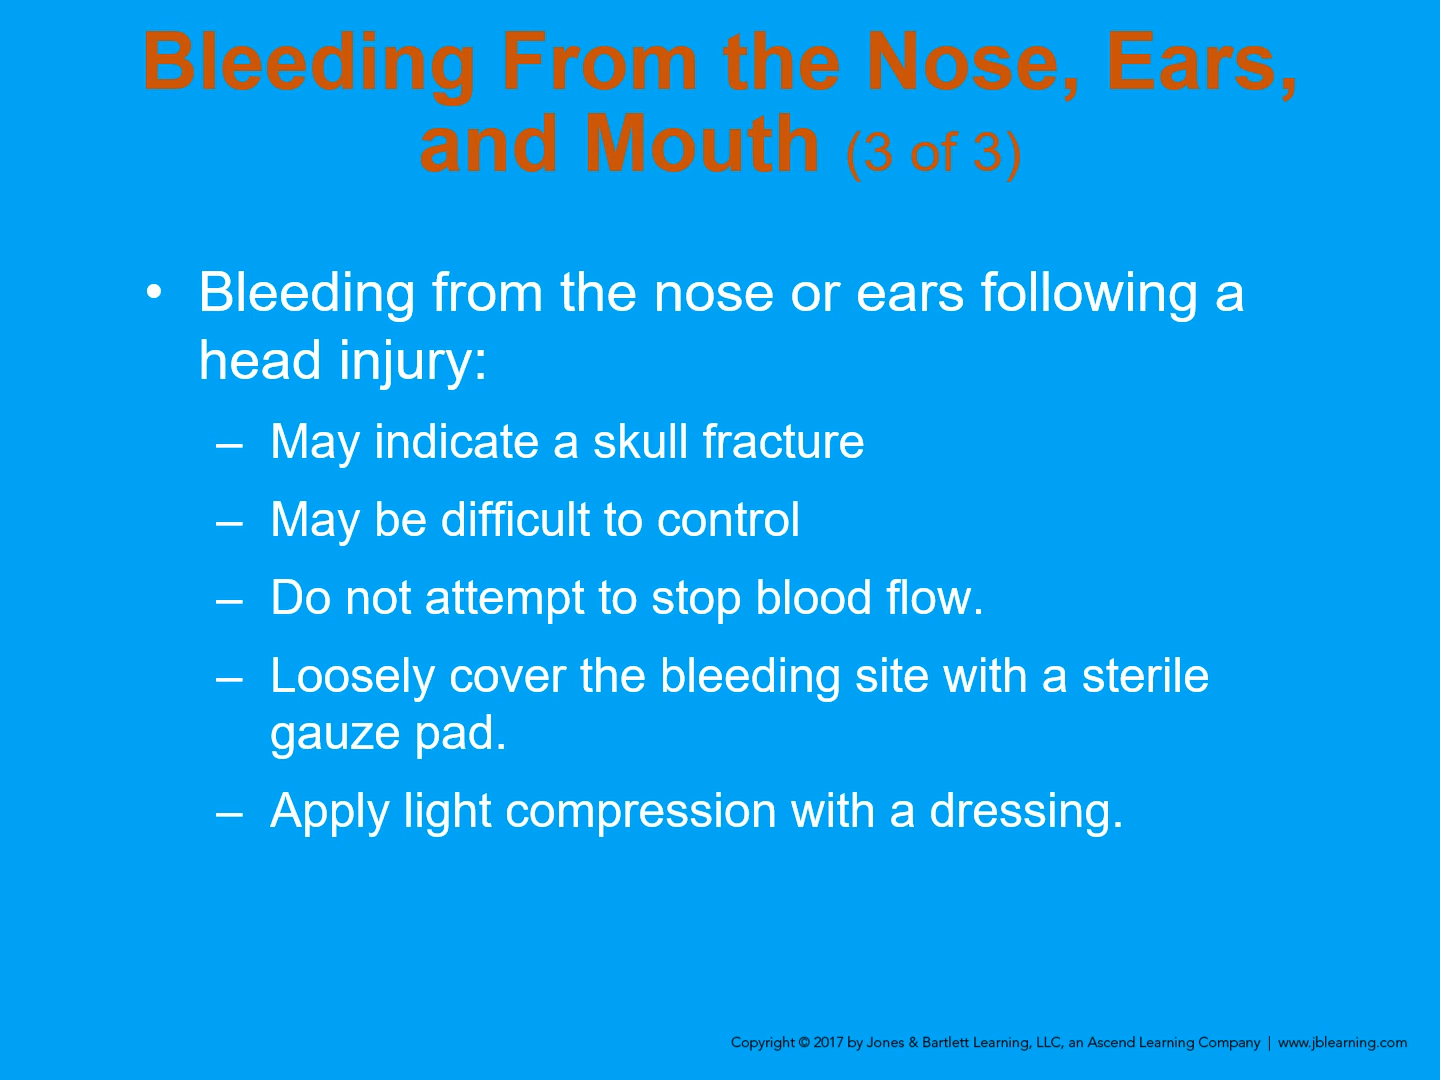 Bleeding From the Nose, Ears,
and Mouth (3 of 3)
• Bleeding from the nose or ears following a
head injury:
– May indicate a skull fracture
– May be difficult to control
– Do not attempt to stop blood flow.
– Loosely cover the bleeding site with a sterile
gauze pad.
– Apply light compression with a dressing.
Copyright © 2017 by Jones & Bartlett Learning, LLC, an Ascend Learning Company | www.jblearning.com